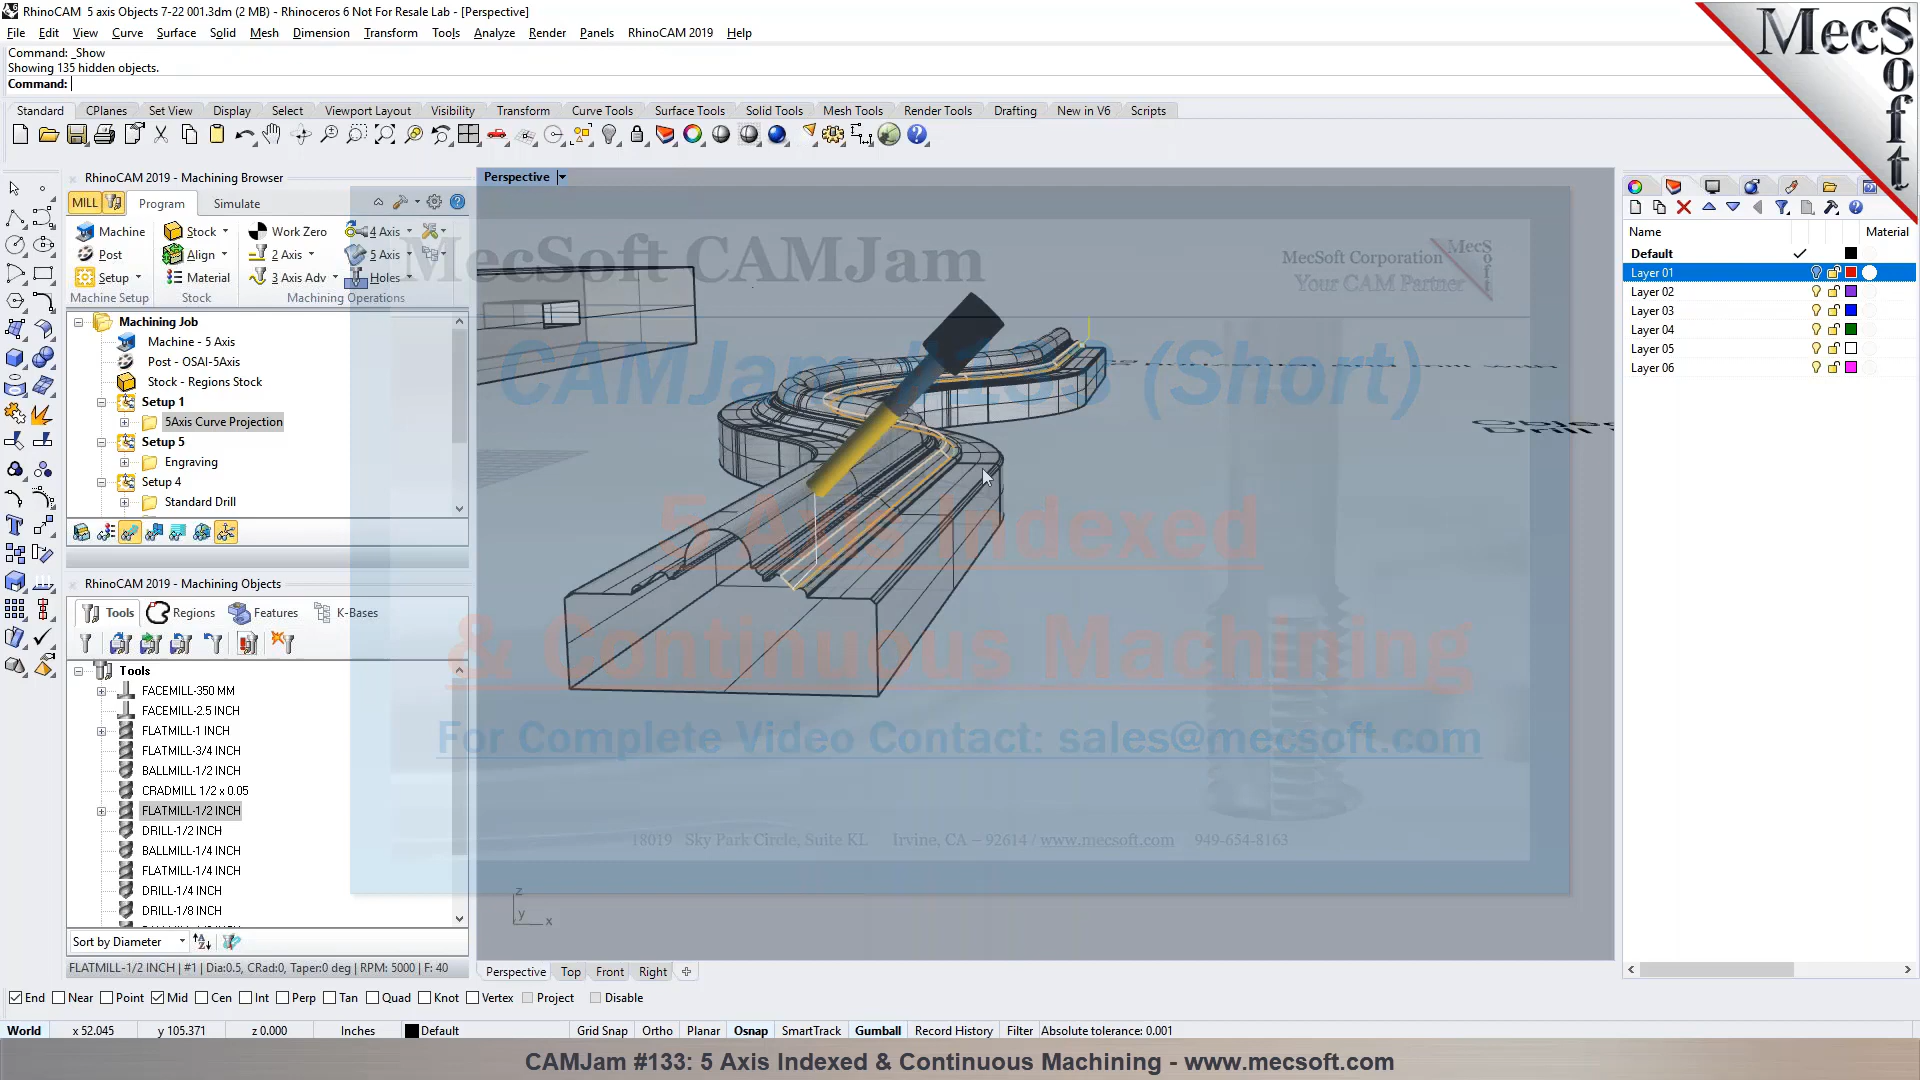 RhinoCAM 5 axis Objects 7-22 001.3dm (2 MB) - Rhinoceros 6 Not For Resale Lab - [Perspective]
File Edit View Curve Surface Solid Mesh Dimension Transform Tools Analyze Render Panels RhinoCAM 2019 Help
Command: _Show
Showing 135 hidden objects.
Command:
MecSoft
Standard CPlanes Set View Display Select Viewport Layout Visibility Transform Curve Tools Surface Tools Solid Tools Mesh Tools Render Tools Drafting New in V6 Scripts
RhinoCAM 2019 - Machining Browser
MILL Program Simulate
Machine Stock Work Zero 4 Axis
Post Align 2 Axis 5 Axis
Setup Material 3 Axis Adv Holes
Machine Setup Stock Machining Operations
Machining Job
Machine - 5 Axis
Post - OSAI-5Axis
Stock - Regions Stock
Setup 1
5Axis Curve Projection
Setup 5
Engraving
Setup 4
Standard Drill
RhinoCAM 2019 - Machining Objects
Tools Regions Features K-Bases
Tools
FACEMILL-350 MM
FACEMILL-2.5 INCH
FLATMILL-1 INCH
FLATMILL-3/4 INCH
BALLMILL-1/2 INCH
CRADMILL 1/2 x 0.05
FLATMILL-1/2 INCH
DRILL-1/2 INCH
BALLMILL-1/4 INCH
FLATMILL-1/4 INCH
DRILL-1/4 INCH
DRILL-1/8 INCH
Sort by Diameter
FLATMILL-1/2 INCH | #1 | Dia:0.5, CRad:0, Taper:0 deg | RPM: 5000 | F: 40
Perspective
MecSoft CAMJam
MecSoft Corporation
Your CAM Partner
MecS
CAMJam #133 (Short)
5 Axis Indexed
& Continuous Machining
For Complete Video Contact: sales@mecsoft.com
18019 Sky Park Circle, Suite KL Irvine, CA – 92614 / www.mecsoft.com 949-654-8163
z
y x
Perspective Top Front Right
Name Material
Default
Layer 01
Layer 02
Layer 03
Layer 04
Layer 05
Layer 06
End Near Point Mid Cen Int Perp Tan Quad Knot Vertex Project Disable
World x 52.045 y 105.371 z 0.000 Inches Default Grid Snap Ortho Planar Osnap SmartTrack Gumball Record History Filter Absolute tolerance: 0.001
CAMJam #133: 5 Axis Indexed & Continuous Machining - www.mecsoft.com